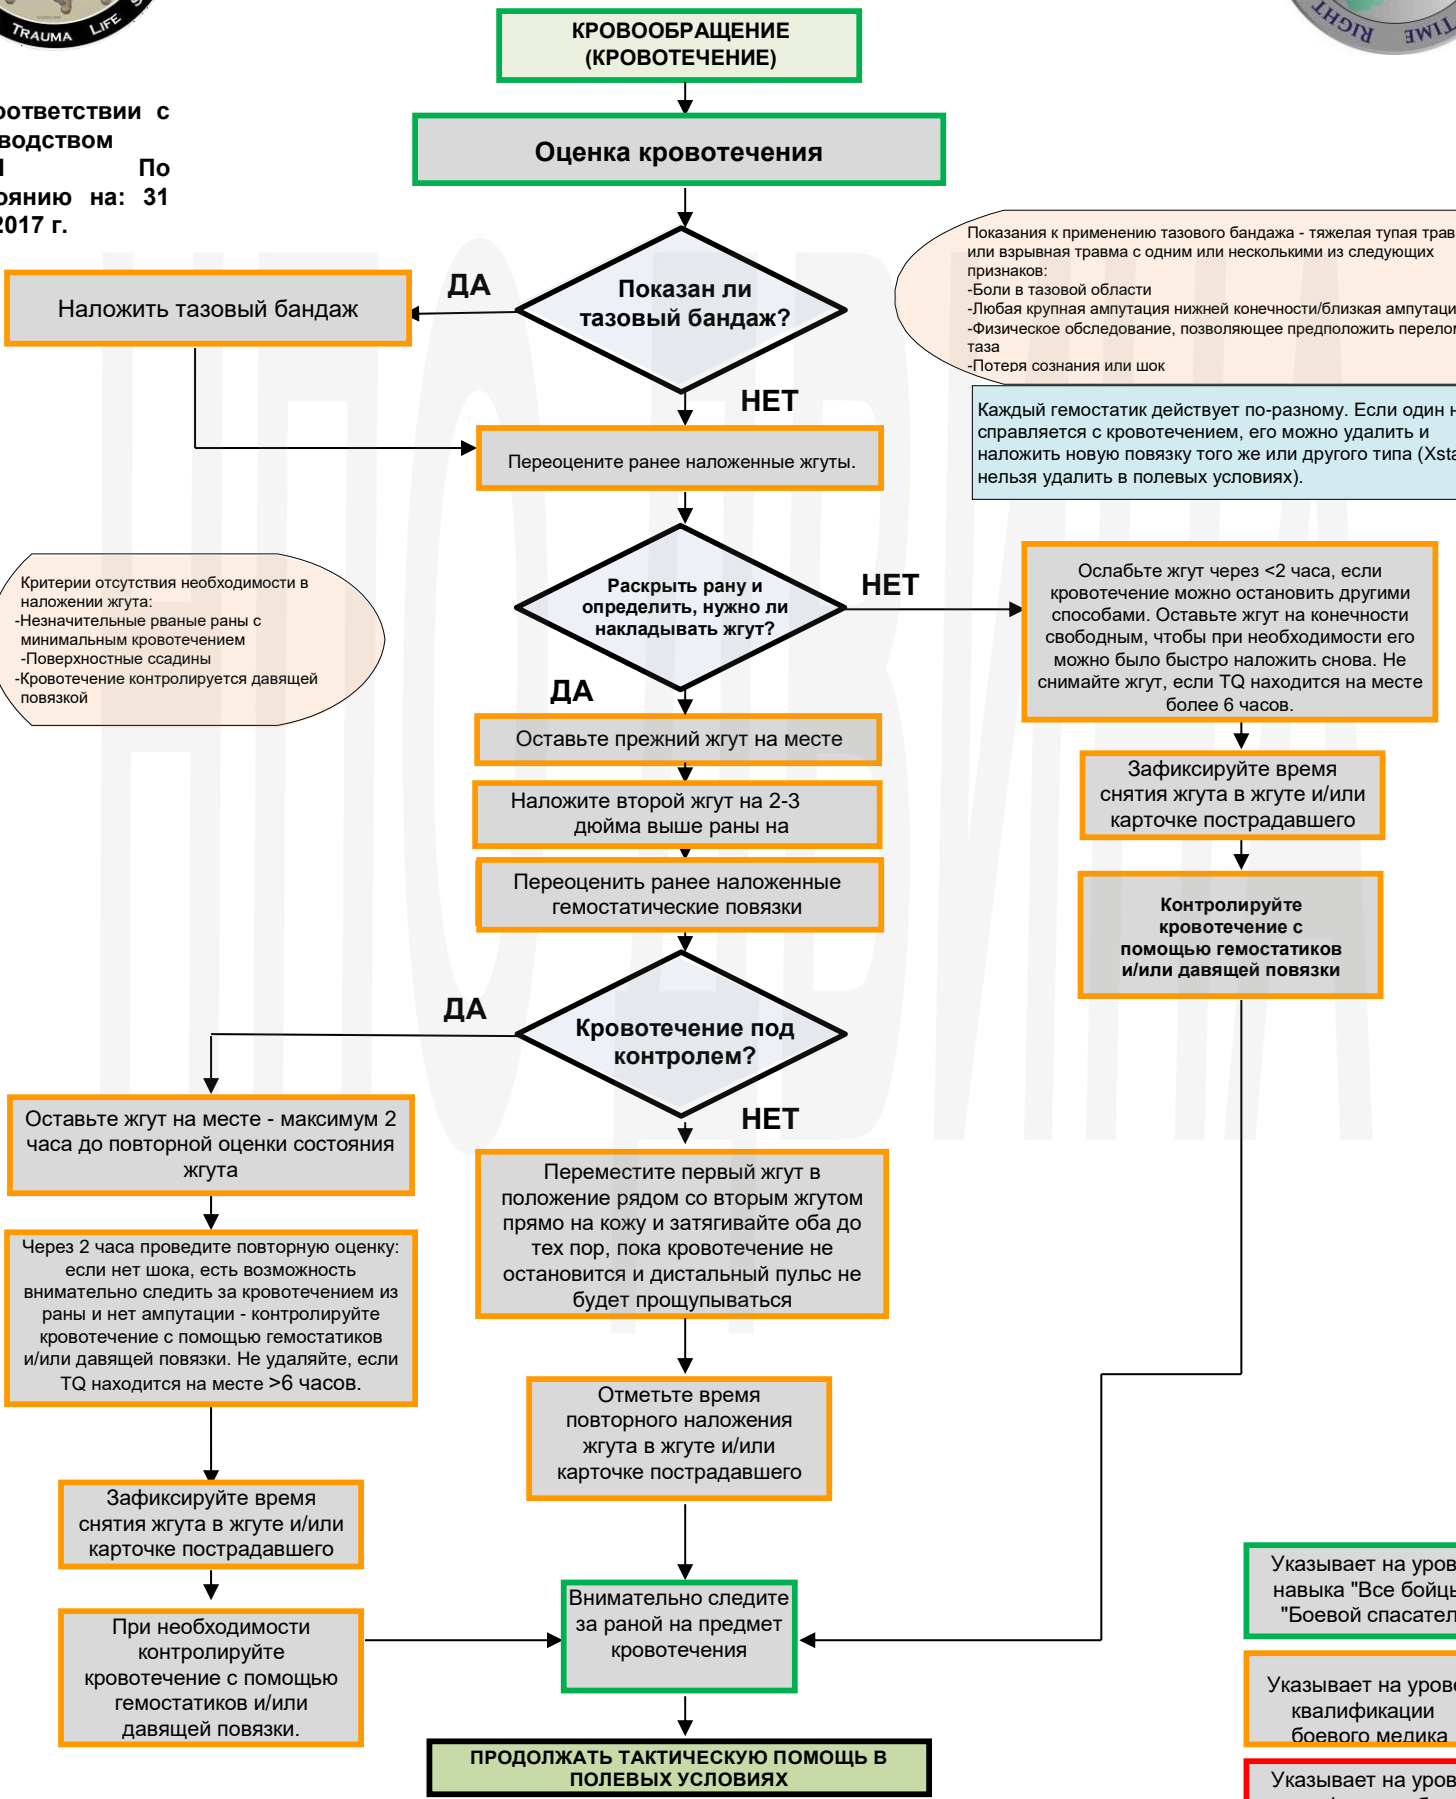 TRAUMA LIFE
RIGHT TIME
КРОВООБРАЩЕНИЕ
(КРОВОТЕЧЕНИЕ)
Оценка кровотечения
оответствии с
водством
По
оянию на: 31
2017 г.
Показания к применению тазового бандажа - тяжелая тупая трав
или взрывная травма с одним или несколькими из следующих
признаков:
-Боли в тазовой области
-Любая крупная ампутация нижней конечности/близкая ампутаци
-Физическое обследование, позволяющее предположить перелом
таза
-Потеря сознания или шок
ДА
Показан ли
тазовый бандаж?
Наложить тазовый бандаж
НЕТ
Каждый гемостатик действует по-разному. Если один н
справляется с кровотечением, его можно удалить и
наложить новую повязку того же или другого типа (Xsta
нельзя удалить в полевых условиях).
Переоцените ранее наложенные жгуты.
Критерии отсутствия необходимости в
наложении жгута:
-Незначительные рваные раны с
минимальным кровотечением
-Поверхностные ссадины
-Кровотечение контролируется давящей
повязкой
Раскрыть рану и
определить, нужно ли
накладывать жгут?
НЕТ
Ослабьте жгут через <2 часа, если
кровотечение можно остановить другими
способами. Оставьте жгут на конечности
свободным, чтобы при необходимости его
можно было быстро наложить снова. Не
снимайте жгут, если TQ находится на месте
более 6 часов.
ДА
Оставьте прежний жгут на месте
Наложите второй жгут на 2-3
дюйма выше раны на
Переоценить ранее наложенные
гемостатические повязки
Зафиксируйте время
снятия жгута в жгуте и/или
карточке пострадавшего
Контролируйте
кровотечение с
помощью гемостатиков
и/или давящей повязки
ДА
Кровотечение под
контролем?
НЕТ
Оставьте жгут на месте - максимум 2
часа до повторной оценки состояния
жгута
Переместите первый жгут в
положение рядом со вторым жгутом
прямо на кожу и затягивайте оба до
тех пор, пока кровотечение не
остановится и дистальный пульс не
будет прощупываться
Через 2 часа проведите повторную оценку:
если нет шока, есть возможность
внимательно следить за кровотечением из
раны и нет ампутации - контролируйте
кровотечение с помощью гемостатиков
и/или давящей повязки. Не удаляйте, если
TQ находится на месте >6 часов.
Отметьте время
повторного наложения
жгута в жгуте и/или
карточке пострадавшего
Зафиксируйте время
снятия жгута в жгуте и/или
карточке пострадавшего
При необходимости
контролируйте
кровотечение с помощью
гемостатиков и/или
давящей повязки.
Внимательно следите
за раной на предмет
кровотечения
ПРОДОЛЖАТЬ ТАКТИЧЕСКУЮ ПОМОЩЬ В
ПОЛЕВЫХ УСЛОВИЯХ
Указывает на уров
навыка "Все бойцы
"Боевой спасател
Указывает на урове
квалификации
боевого медика
Указывает на уров